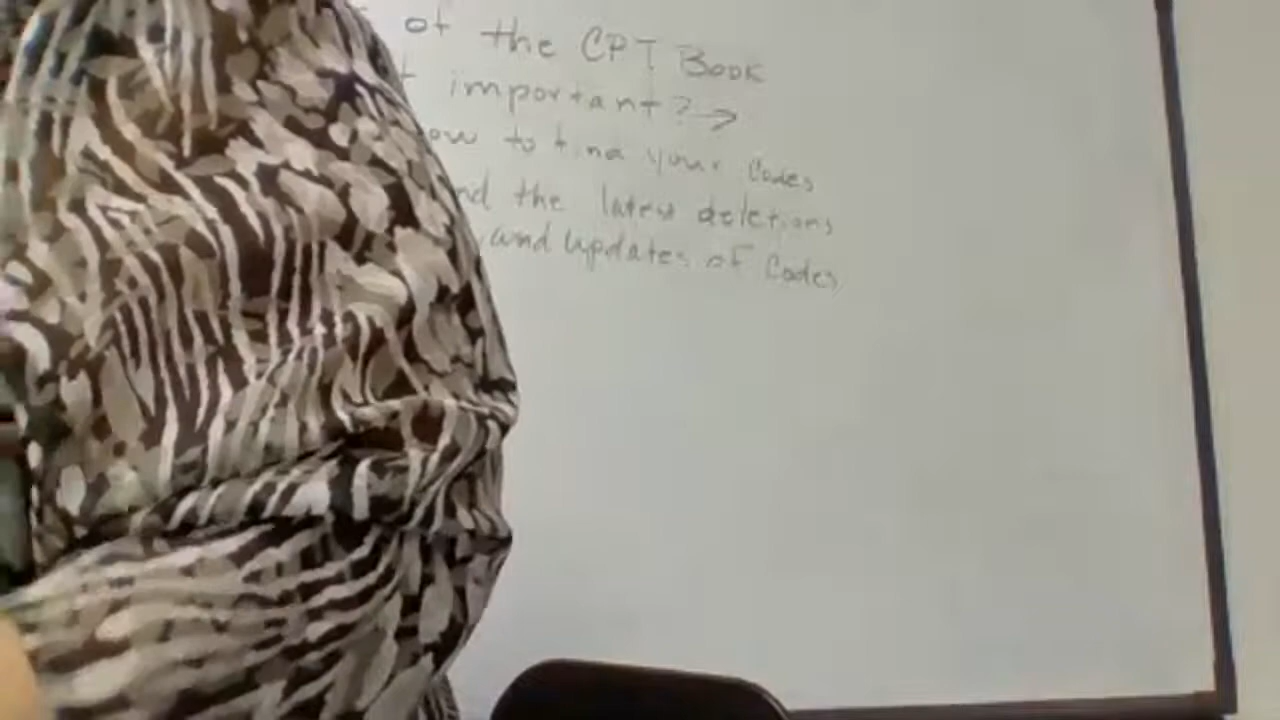 of the CPT Book
important? →
ow to find your Codes
nd the latest deletions
and updates of Codes